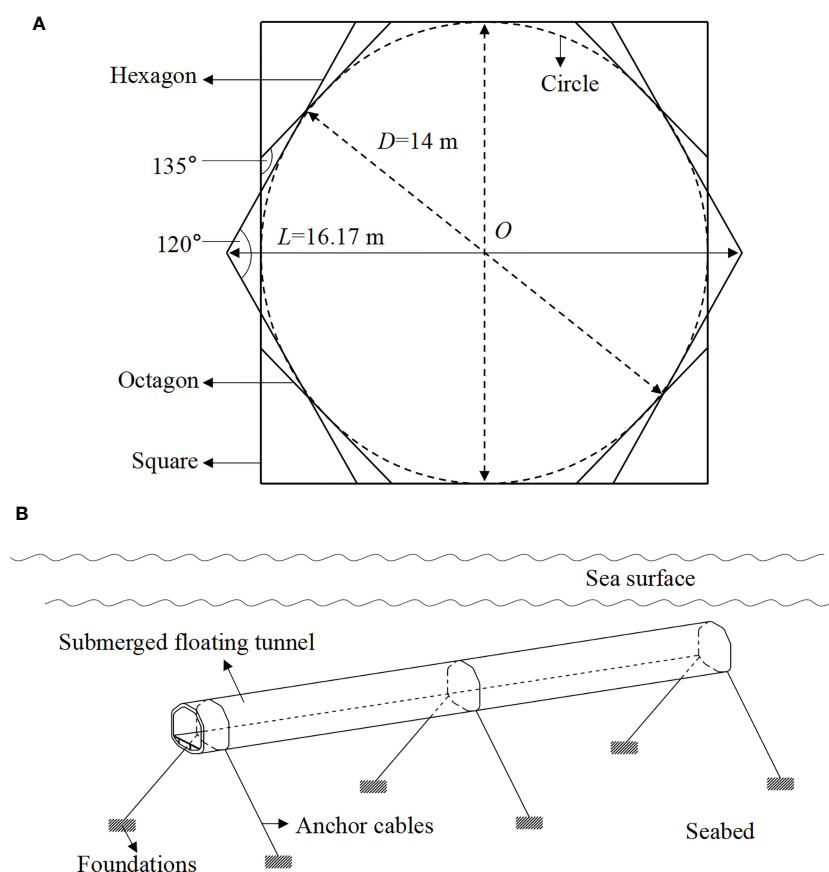 A
Hexagon
Circle
D=14 m
135°
120°
L=16.17 m
O
Octagon
Square
B
Sea surface
Submerged floating tunnel
Anchor cables
Seabed
Foundations